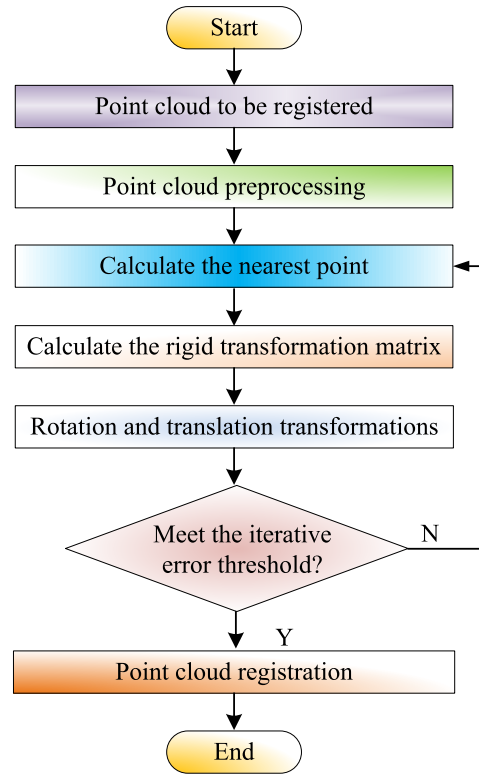 Start
Point cloud to be registered
Point cloud preprocessing
Calculate the nearest point
Calculate the rigid transformation matrix
Rotation and translation transformations
Meet the iterative
error threshold?
N
Y
Point cloud registration
End